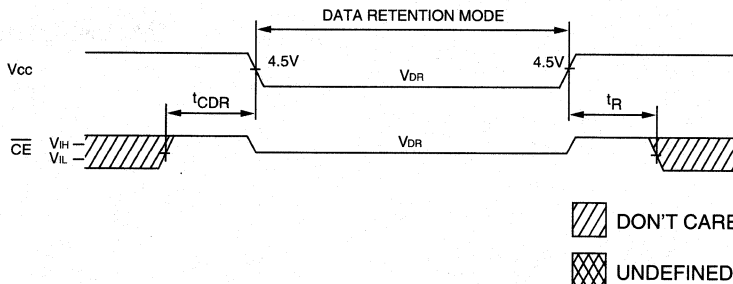 DATA RETENTION MODE
Vcc
4.5V
VDR
4.5V
tCDR
tR
CE
VIH
VIL
VDR
DON'T CARE
UNDEFINED